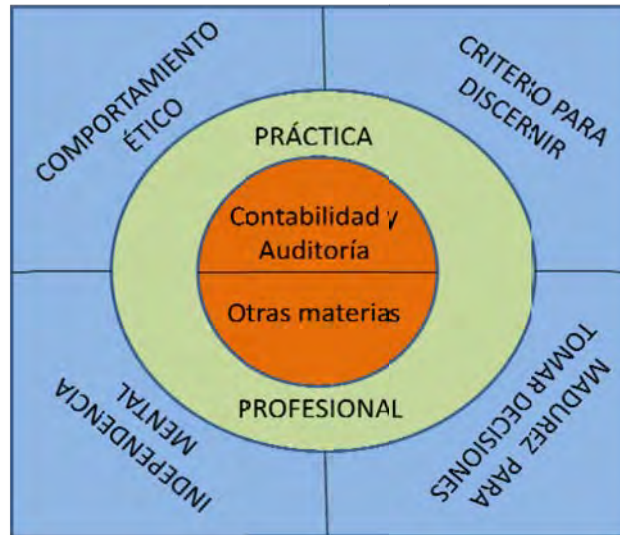 COMPORTAMIENTO
ÉTICO
CRITERIO PARA
DISCERNIR
PRÁCTICA
Contabilidad y
Auditoría
Otras materias
PROFESIONAL
INDEPENDENCIA
MENTAL
MADUREZ PARA
TOMAR DECISIONES